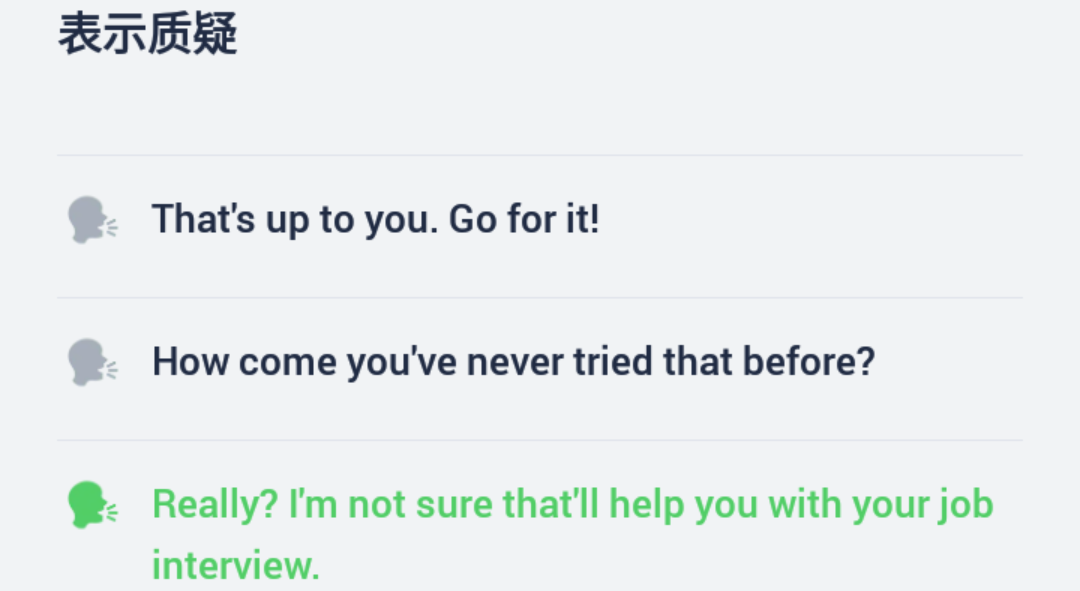 表示质疑
That's up to you. Go for it!
How come you've never tried that before?
Really? I'm not sure that'll help you with your job
interview.